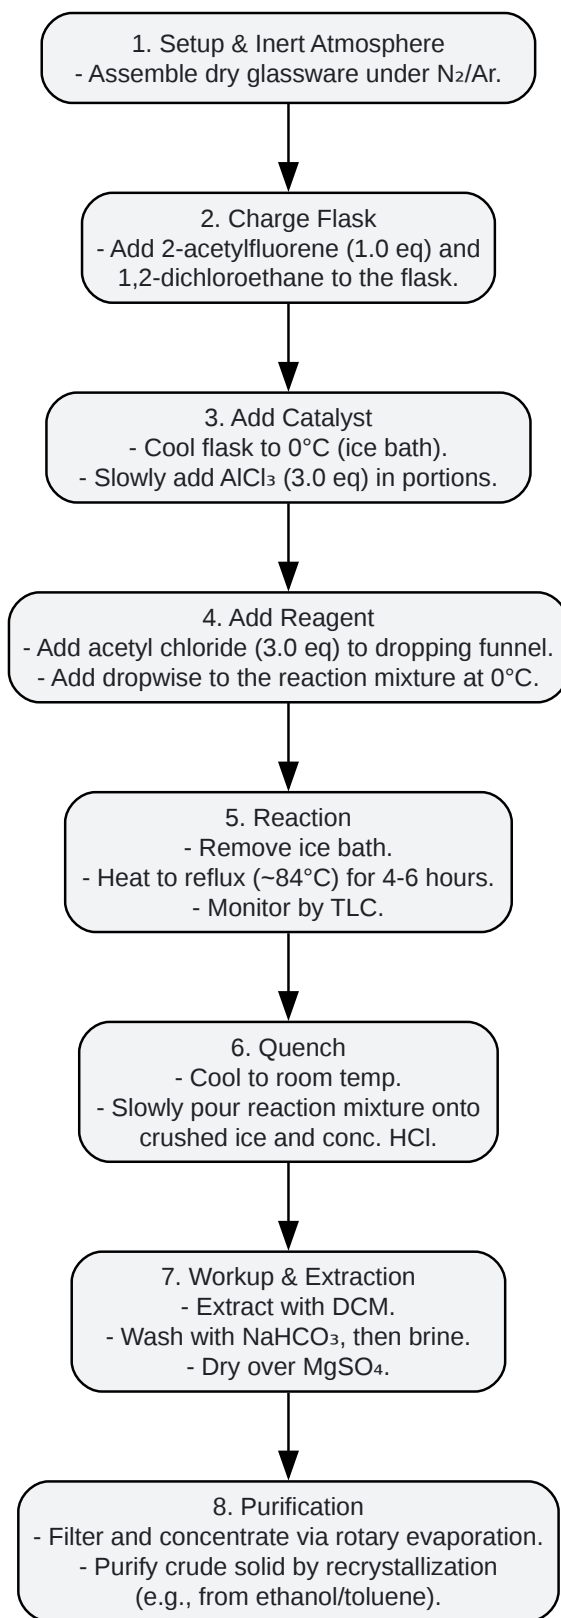 1. Setup & Inert Atmosphere
- Assemble dry glassware under N₂/Ar.
2. Charge Flask
- Add 2-acetylfluorene (1.0 eq) and
1,2-dichloroethane to the flask.
3. Add Catalyst
- Cool flask to 0°C (ice bath).
- Slowly add AlCl₃ (3.0 eq) in portions.
4. Add Reagent
- Add acetyl chloride (3.0 eq) to dropping funnel.
- Add dropwise to the reaction mixture at 0°C.
5. Reaction
- Remove ice bath.
- Heat to reflux (~84°C) for 4-6 hours.
- Monitor by TLC.
6. Quench
- Cool to room temp.
- Slowly pour reaction mixture onto
crushed ice and conc. HCl.
7. Workup & Extraction
- Extract with DCM.
- Wash with NaHCO₃, then brine.
- Dry over MgSO₄.
8. Purification
- Filter and concentrate via rotary evaporation.
- Purify crude solid by recrystallization
(e.g., from ethanol/toluene).